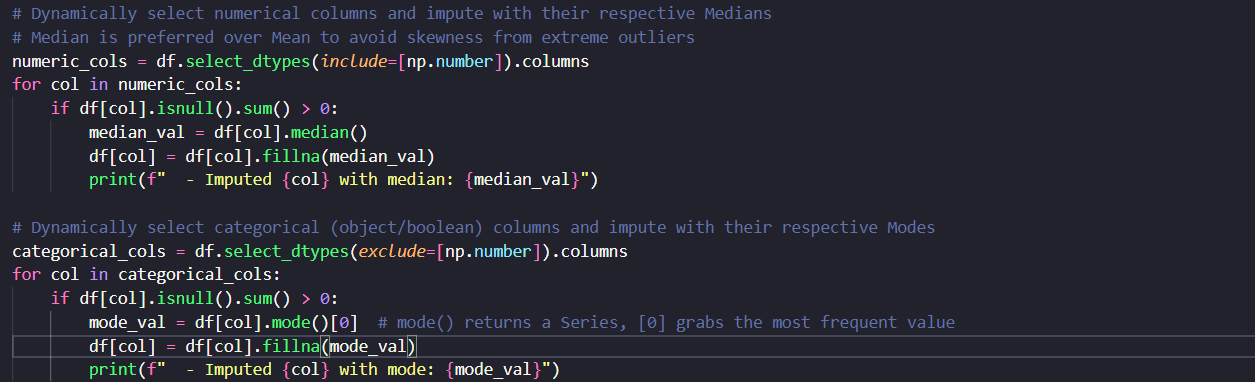 # Dynamically select numerical columns and impute with their respective Medians
# Median is preferred over Mean to avoid skewness from extreme outliers
numeric_cols = df.select_dtypes(include=[np.number]).columns
for col in numeric_cols:
    if df[col].isnull().sum() > 0:
        median_val = df[col].median()
        df[col] = df[col].fillna(median_val)
        print(f"  - Imputed {col} with median: {median_val}")

# Dynamically select categorical (object/boolean) columns and impute with their respective Modes
categorical_cols = df.select_dtypes(exclude=[np.number]).columns
for col in categorical_cols:
    if df[col].isnull().sum() > 0:
        mode_val = df[col].mode()[0]  # mode() returns a Series, [0] grabs the most frequent value
        df[col] = df[col].fillna(mode_val)
        print(f"  - Imputed {col} with mode: {mode_val}")